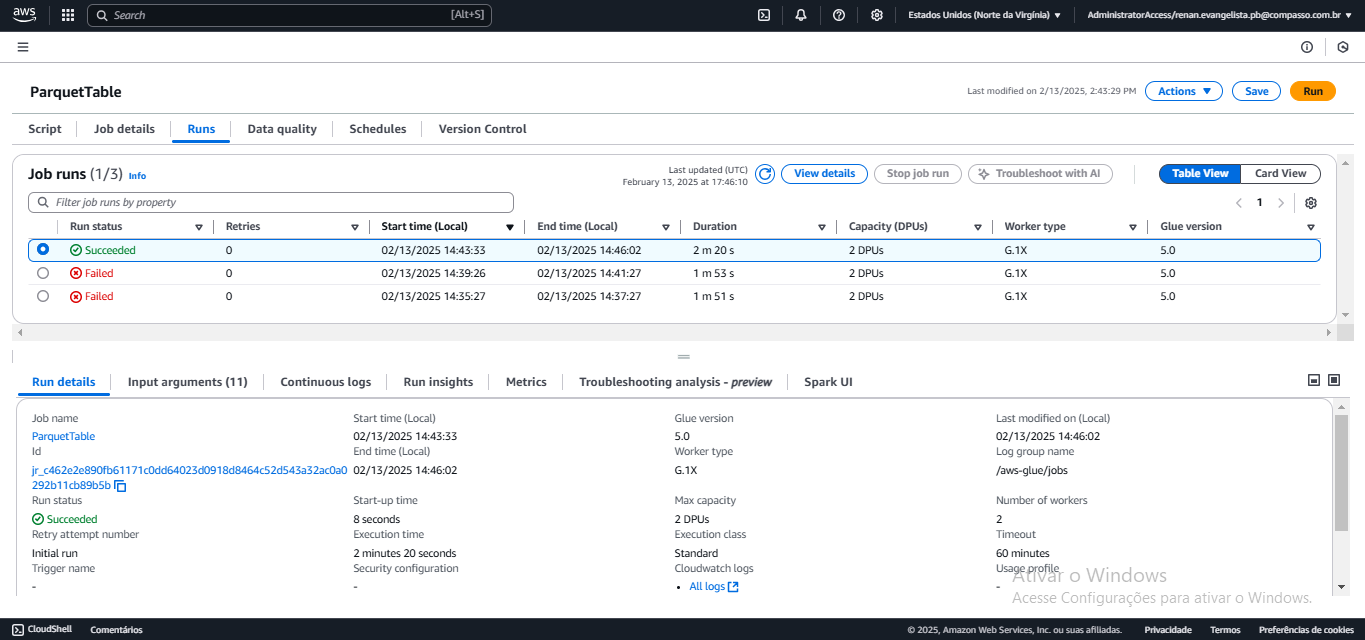 aws
Search [Alt+S] Estados Unidos (Norte da Virgínia) AdministratorAccess/renan.evangelista.pb@compasso.com.br
ParquetTable Last modified on 2/13/2025, 2:43:29 PM Actions Save Run
Script Job details Runs Data quality Schedules Version Control
Job runs (1/3) Info Last updated (UTC) February 13, 2025 at 17:46:10 View details Stop job run Troubleshoot with AI Table View Card View
Filter job runs by property 1
Run status Retries Start time (Local) End time (Local) Duration Capacity (DPUs) Worker type Glue version
Succeeded 0 02/13/2025 14:43:33 02/13/2025 14:46:02 2 m 20 s 2 DPUs G.1X 5.0
Failed 0 02/13/2025 14:39:26 02/13/2025 14:41:27 1 m 53 s 2 DPUs G.1X 5.0
Failed 0 02/13/2025 14:35:27 02/13/2025 14:37:27 1 m 51 s 2 DPUs G.1X 5.0
Run details Input arguments (11) Continuous logs Run insights Metrics Troubleshooting analysis - preview Spark UI
Job name Start time (Local) Glue version Last modified on (Local)
ParquetTable 02/13/2025 14:43:33 5.0 02/13/2025 14:46:02
Id End time (Local) Worker type Log group name
jr_c462e2e890fb61171c0dd64023d0918d8464c52d543a32ac0a0 02/13/2025 14:46:02 G.1X /aws-glue/jobs
292b11cb89b5b
Run status Start-up time Max capacity Number of workers
Succeeded 8 seconds 2 DPUs 2
Retry attempt number Execution time Execution class Timeout
Initial run 2 minutes 20 seconds Standard 60 minutes
Trigger name Security configuration Cloudwatch logs Usage profile
- - • All logs -
Ativar o Windows
Acesse Configurações para ativar o Windows.
CloudShell Comentários © 2025, Amazon Web Services, Inc. ou suas afiliadas. Privacidade Termos Preferências de cookies